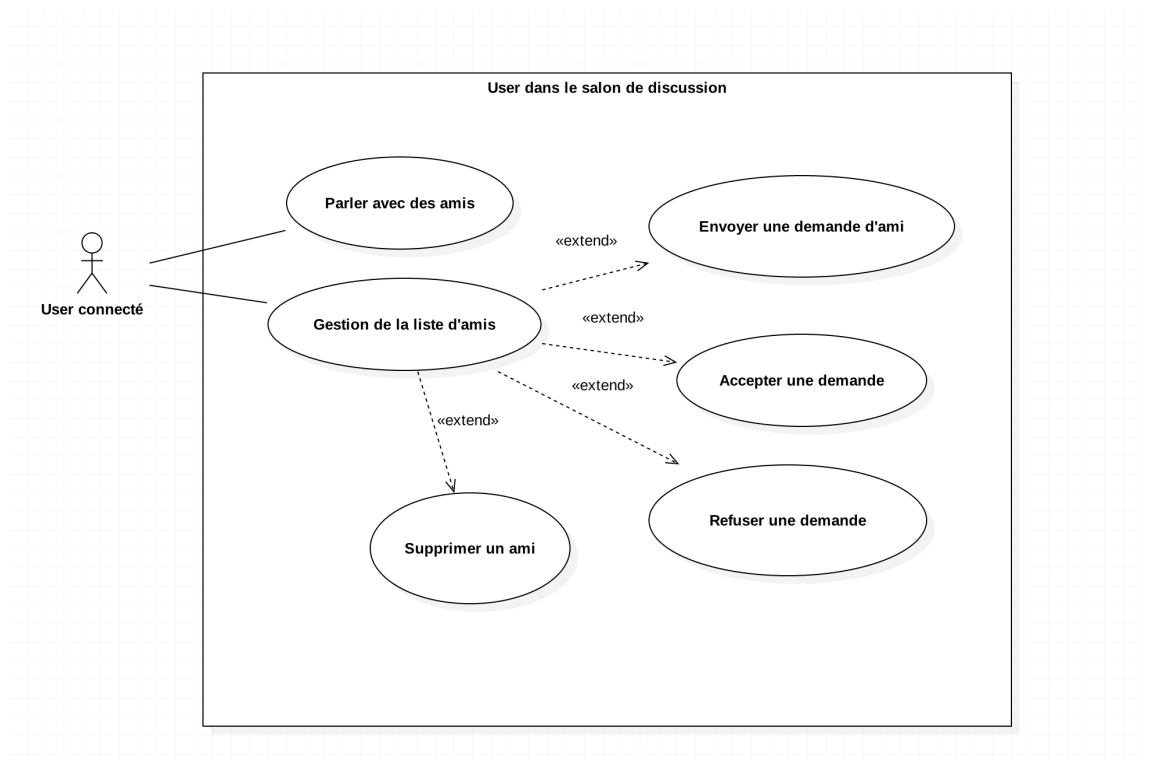 User dans le salon de discussion
Parler avec des amis
Envoyer une demande d'ami
«extend»
User connecté
Gestion de la liste d'amis
«extend»
Accepter une demande
«extend»
«extend»
Refuser une demande
Supprimer un ami